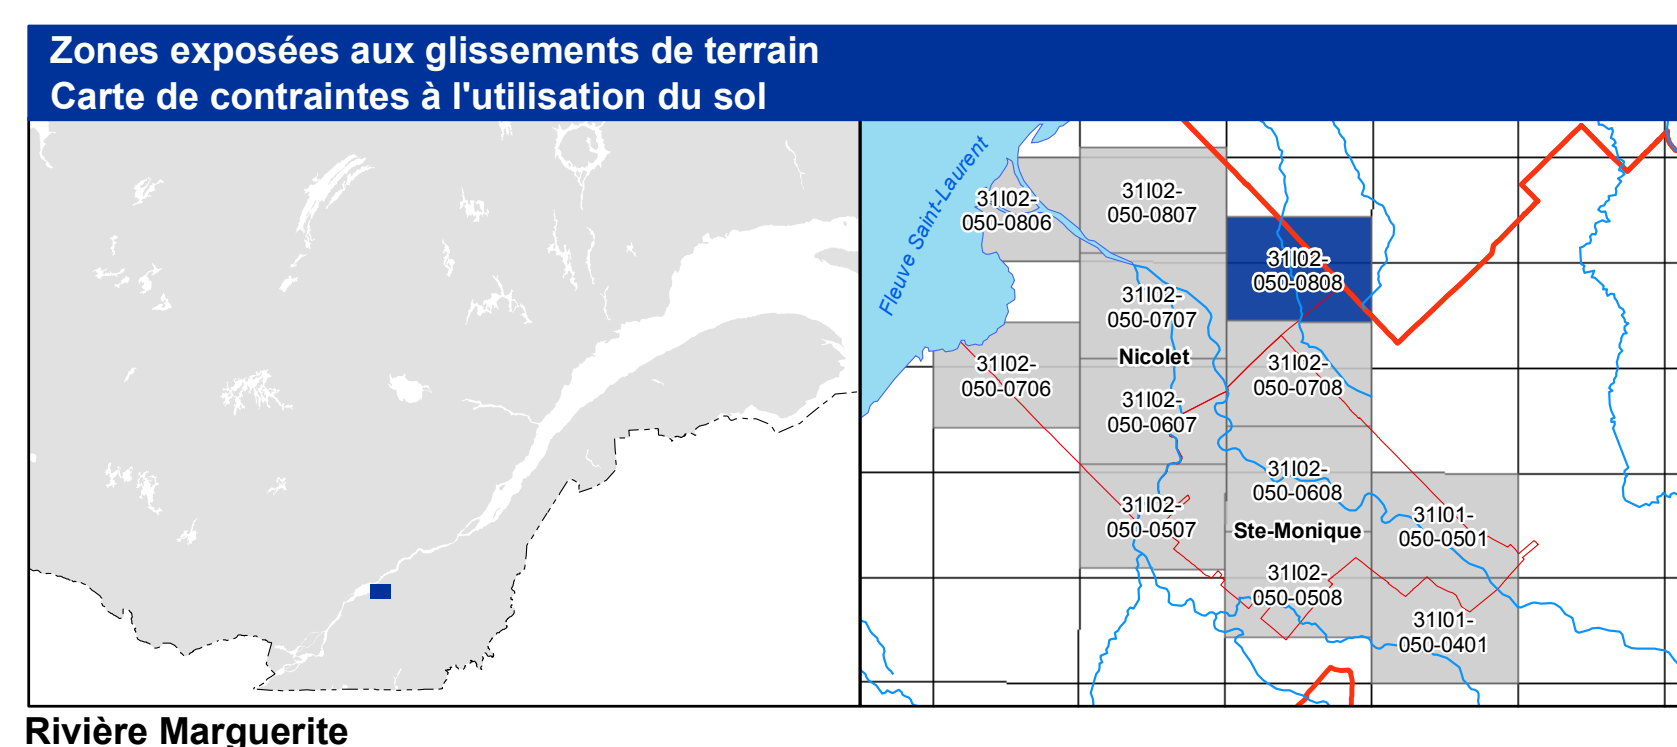 Zones exposées aux glissements de terrain
Carte de contraintes à l'utilisation du sol
Fleuve Saint-Laurent
31I02-
050-0806
31I02-
050-0807
31I02-
050-0808
31I02-
050-0707
Nicolet
31I02-
050-0706
31I02-
050-0708
31I02-
050-0607
31I02-
050-0608
31I02-
050-0507
Ste-Monique
31I01-
050-0501
31I02-
050-0508
31I01-
050-0401
Rivière Marguerite